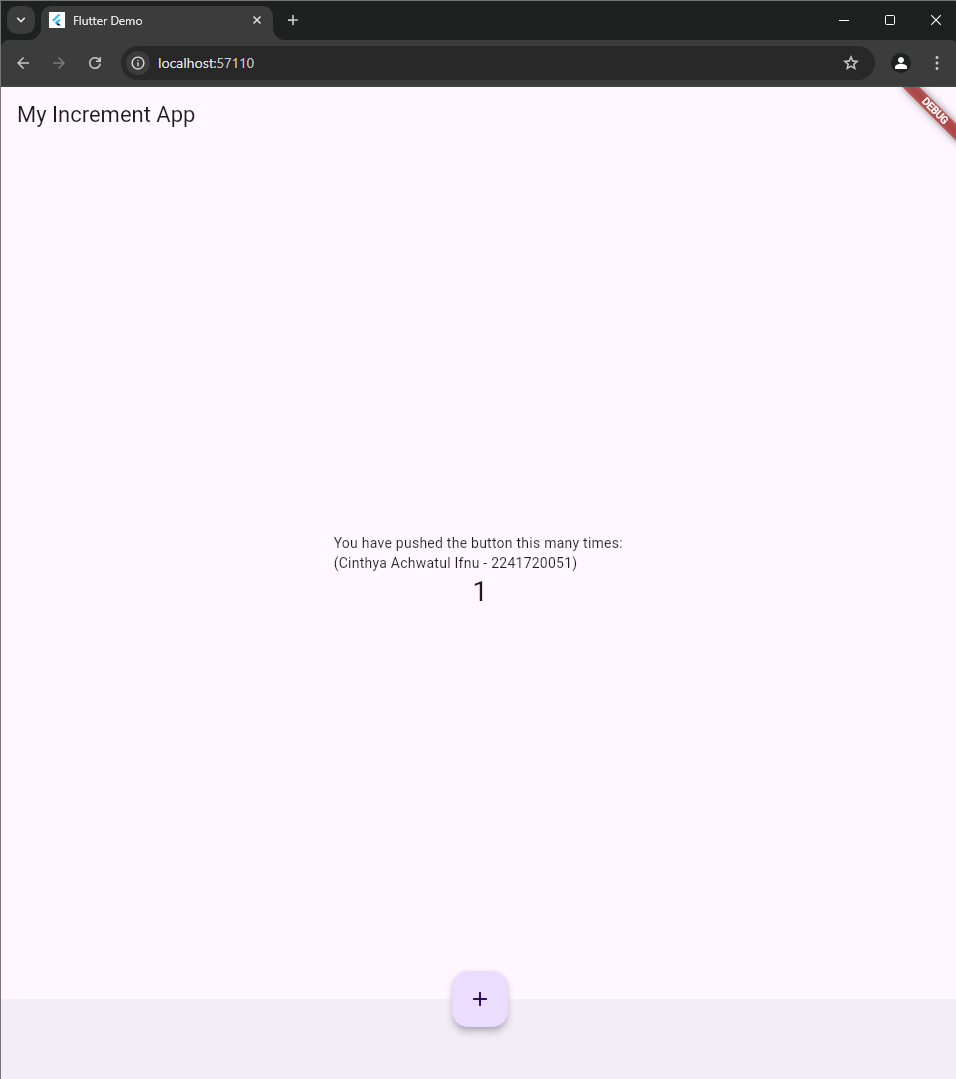 Flutter Demo
localhost:57110
My Increment App
DEBUG
You have pushed the button this many times:
(Cinthya Achwatul Ifnu - 2241720051)
1
+